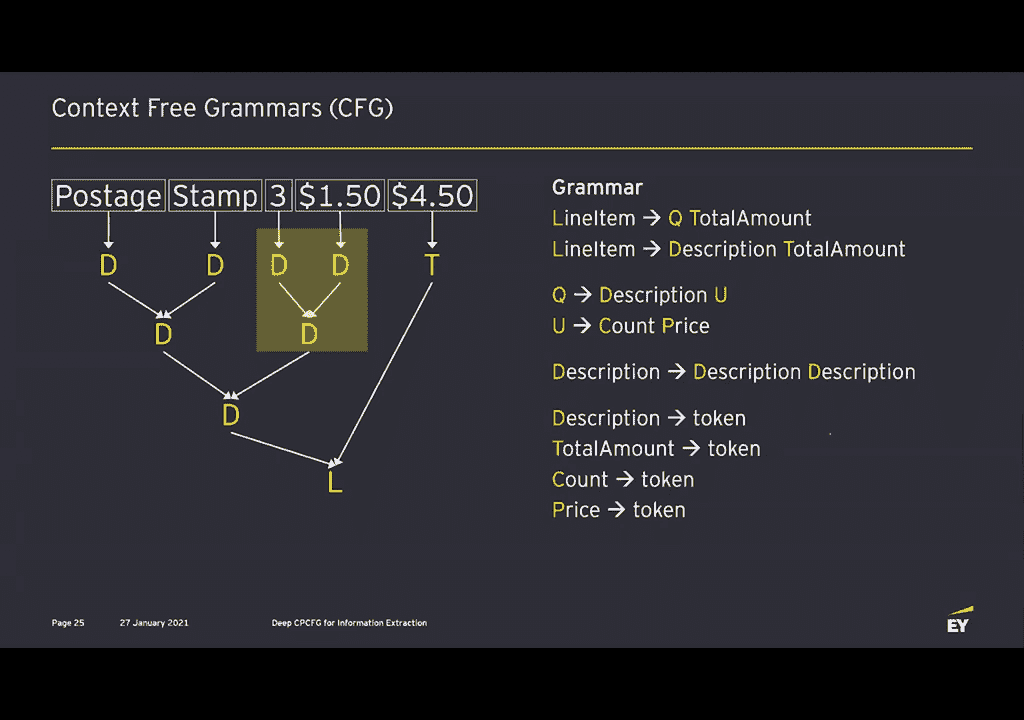 Context Free Grammars (CFG)
Postage Stamp 3 $1.50 $4.50
D D D D T
D D
D
L
Grammar
LineItem → Q TotalAmount
LineItem → Description TotalAmount
Q → Description U
U → Count Price
Description → Description Description
Description → token
TotalAmount → token
Count → token
Price → token
Page 25 27 January 2021 Deep CPCFG for Information Extraction
EY